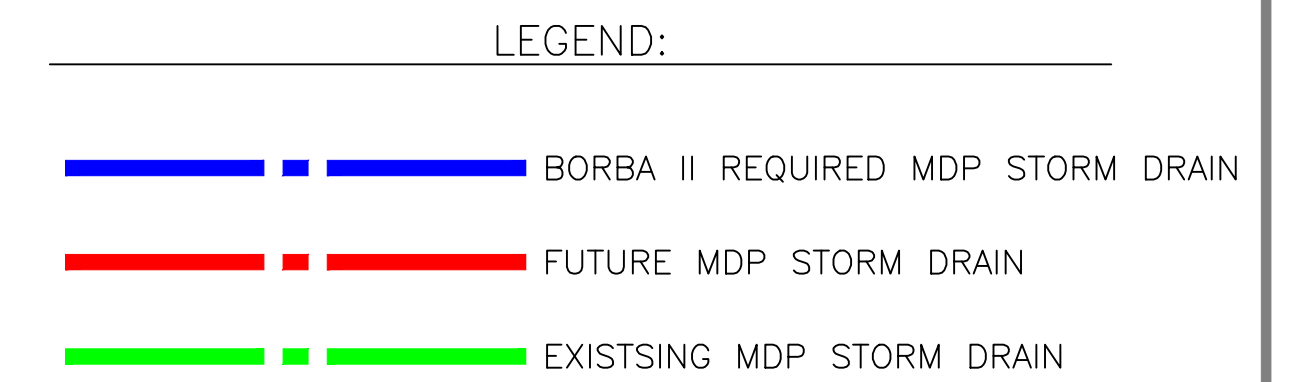 LEGEND:
BORBA II REQUIRED MDP STORM DRAIN
FUTURE MDP STORM DRAIN
EXISTSING MDP STORM DRAIN